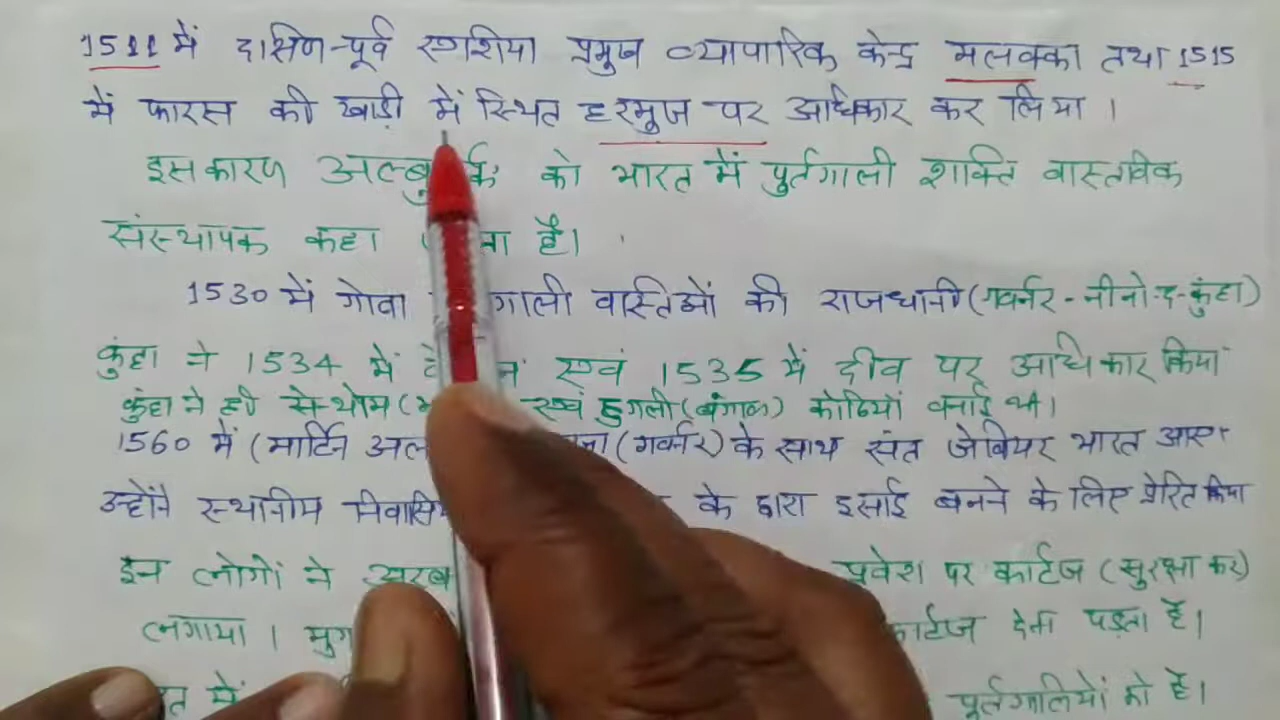 1511 में दक्षिण-पूर्व एशिया प्रमुख व्यापारिक केन्द्र मलक्का तथा 1515
में फारस की खाड़ी में स्थित हरमुज पर अधिकार कर लिया ।
इस कारण को भारत में पुर्तगाली शक्ति वास्तविक
संस्थापक कहा है।
1530 में गोवा वास्तिओं की राजधानी (गवर्नर - नीनो-द-कुंहा)
कुंहा ने 1534 में एवं 1535 में दीव पर अधिकार किया
कुंहा ने ही सेन्थोम एवं हुगली (बंगाल) कोठियाँ बनाई था।
1560 में (मार्टिन (गवर्नर) के साथ संत जेवियर भारत आए
उन्होंने स्थानीय के द्वारा इसाई बनने के लिए प्रेरित किया
इन लोगों ने अरब प्रवेश पर कार्टज (सुरक्षा कर)
लगाया । कार्टज देना पड़ता है।
में पुर्तगालियों को है।